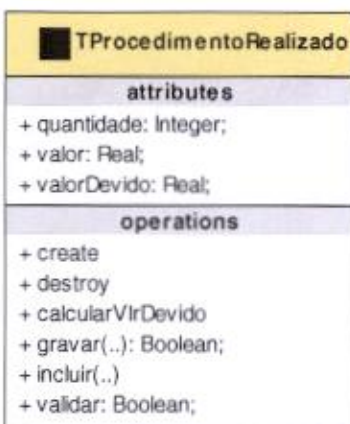 TProcedimentoRealizado
attributes
+ quantidade: Integer;
+ valor: Real;
+ valorDevido: Real;
operations
+ create
+ destroy
+ calcularVlrDevido
+ gravar(..): Boolean;
+ incluir(..)
+ validar: Boolean;